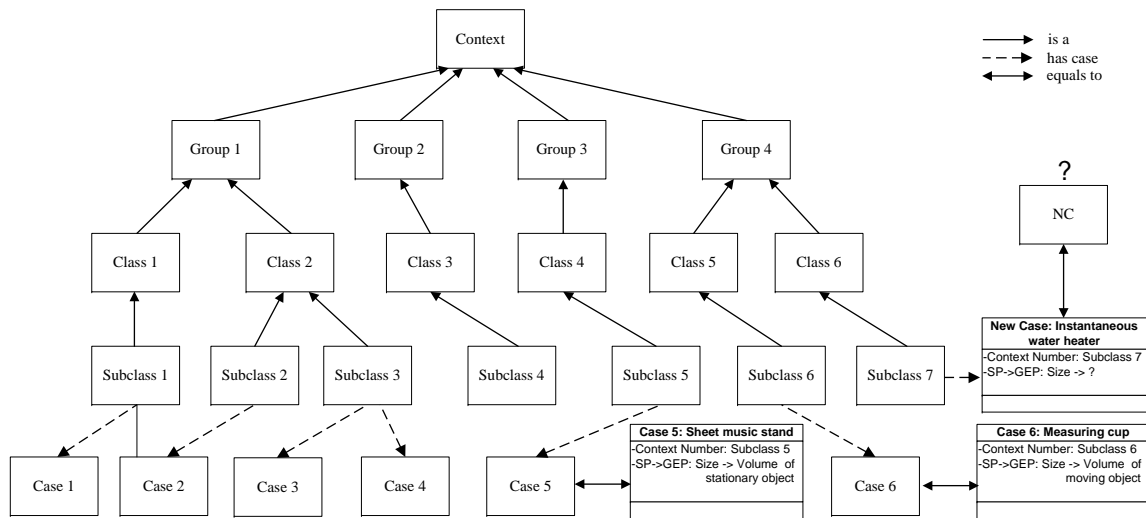 Context
is a
has case
equals to
Group 1
Group 2
Group 3
Group 4
?
NC
Class 1
Class 2
Class 3
Class 4
Class 5
Class 6
New Case: Instantaneous
water heater
-Context Number: Subclass 7
-SP->GEP: Size -> ?
Subclass 1
Subclass 2
Subclass 3
Subclass 4
Subclass 5
Subclass 6
Subclass 7
Case 5: Sheet music stand
-Context Number: Subclass 5
-SP->GEP: Size -> Volume of
stationary object
Case 6: Measuring cup
-Context Number: Subclass 6
-SP->GEP: Size -> Volume of
moving object
Case 1
Case 2
Case 3
Case 4
Case 5
Case 6